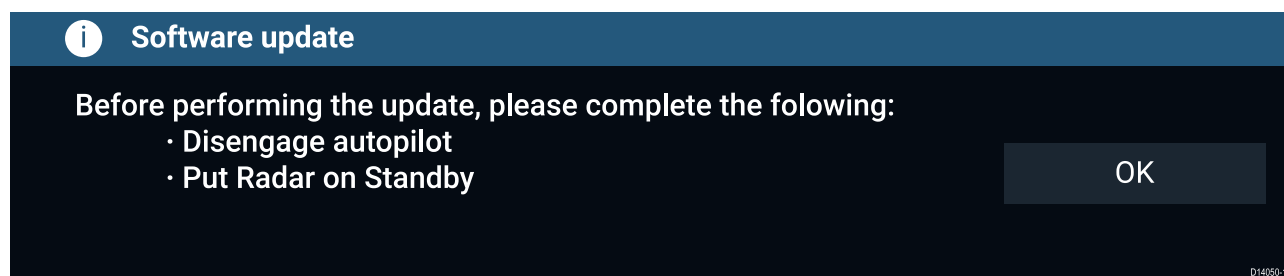 Software update
Before performing the update, please complete the folowing:
· Disengage autopilot
· Put Radar on Standby
OK
D14050-